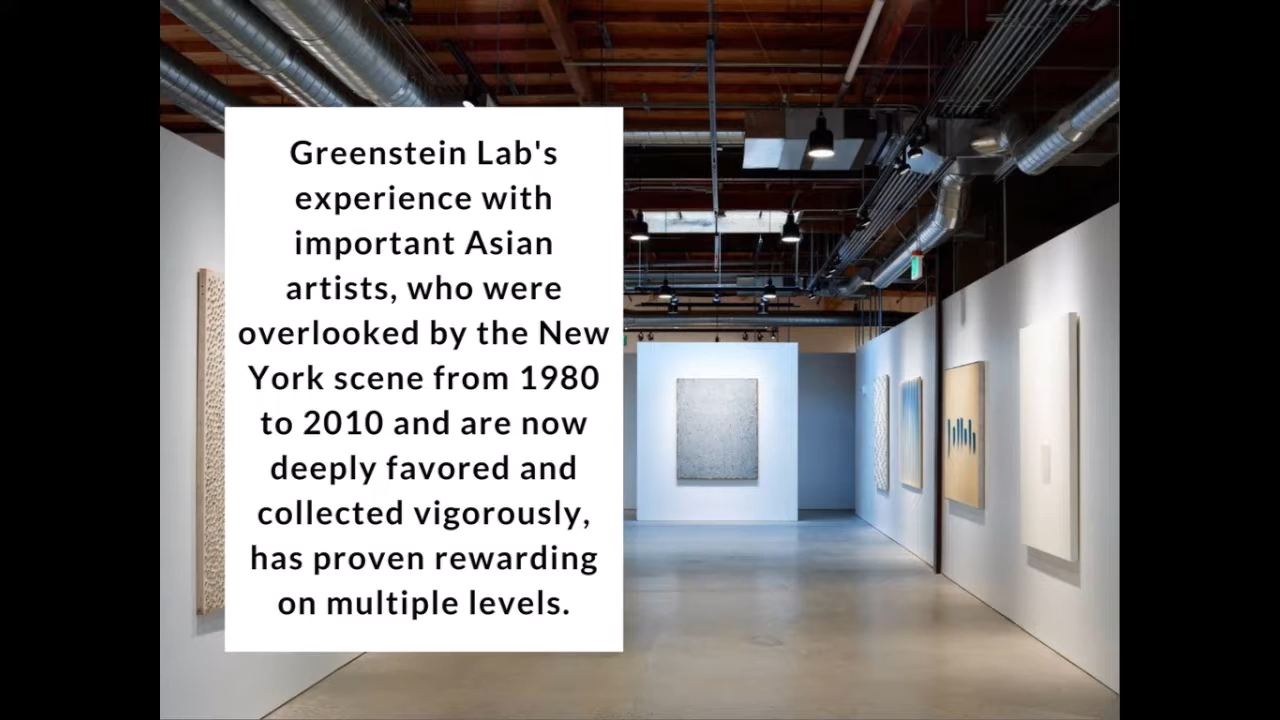 Greenstein Lab's
experience with
important Asian
artists, who were
overlooked by the New
York scene from 1980
to 2010 and are now
deeply favored and
collected vigorously,
has proven rewarding
on multiple levels.